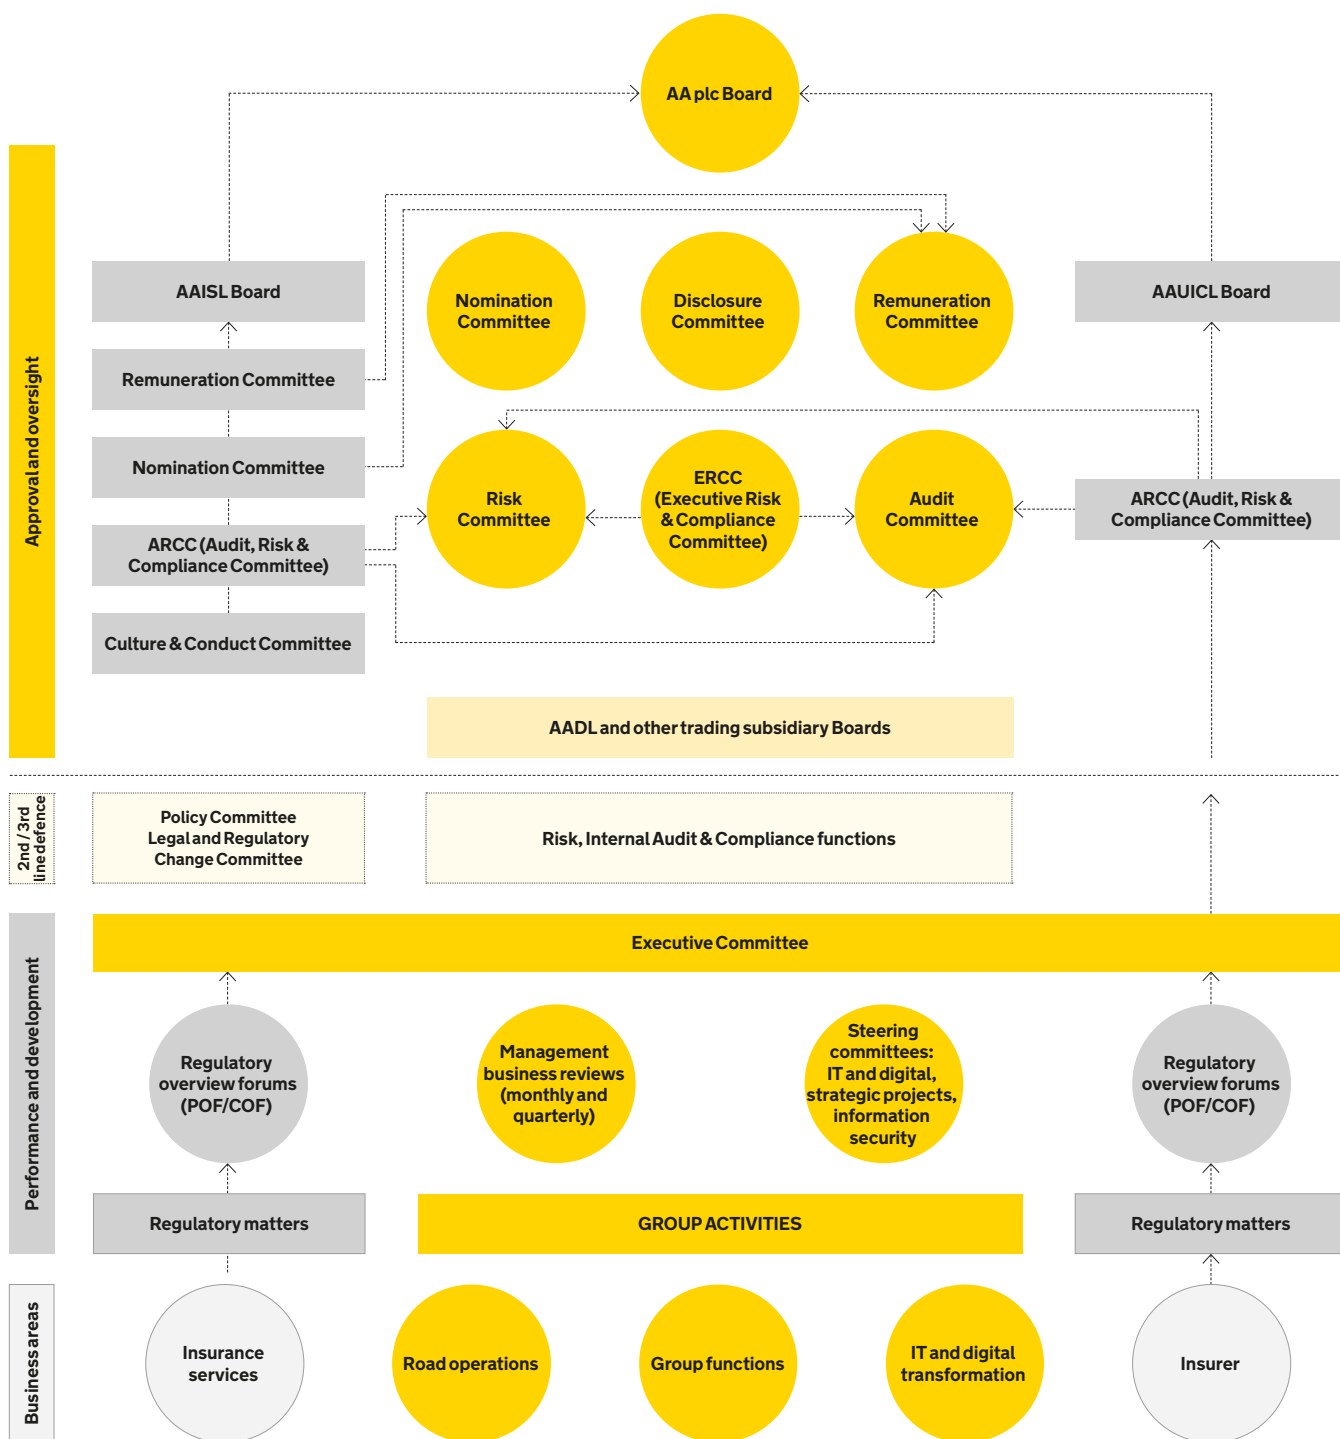 AA plc Board
Approval and oversight
AAISL Board
Nomination
Committee
Disclosure
Committee
Remuneration
Committee
AAUICL Board
Remuneration Committee
Nomination Committee
ARCC (Audit, Risk &
Compliance Committee)
Culture & Conduct Committee
Risk
Committee
ERCC
(Executive Risk
& Compliance
Committee)
Audit
Committee
ARCC (Audit, Risk &
Compliance Committee)
AADL and other trading subsidiary Boards
2nd / 3rd
line defence
Policy Committee
Legal and Regulatory
Change Committee
Risk, Internal Audit & Compliance functions
Performance and development
Executive Committee
Regulatory
overview forums
(POF/COF)
Management
business reviews
(monthly and
quarterly)
Steering
committees:
IT and digital,
strategic projects,
information
security
Regulatory
overview forums
(POF/COF)
Regulatory matters
GROUP ACTIVITIES
Regulatory matters
Business areas
Insurance
services
Road operations
Group functions
IT and digital
transformation
Insurer